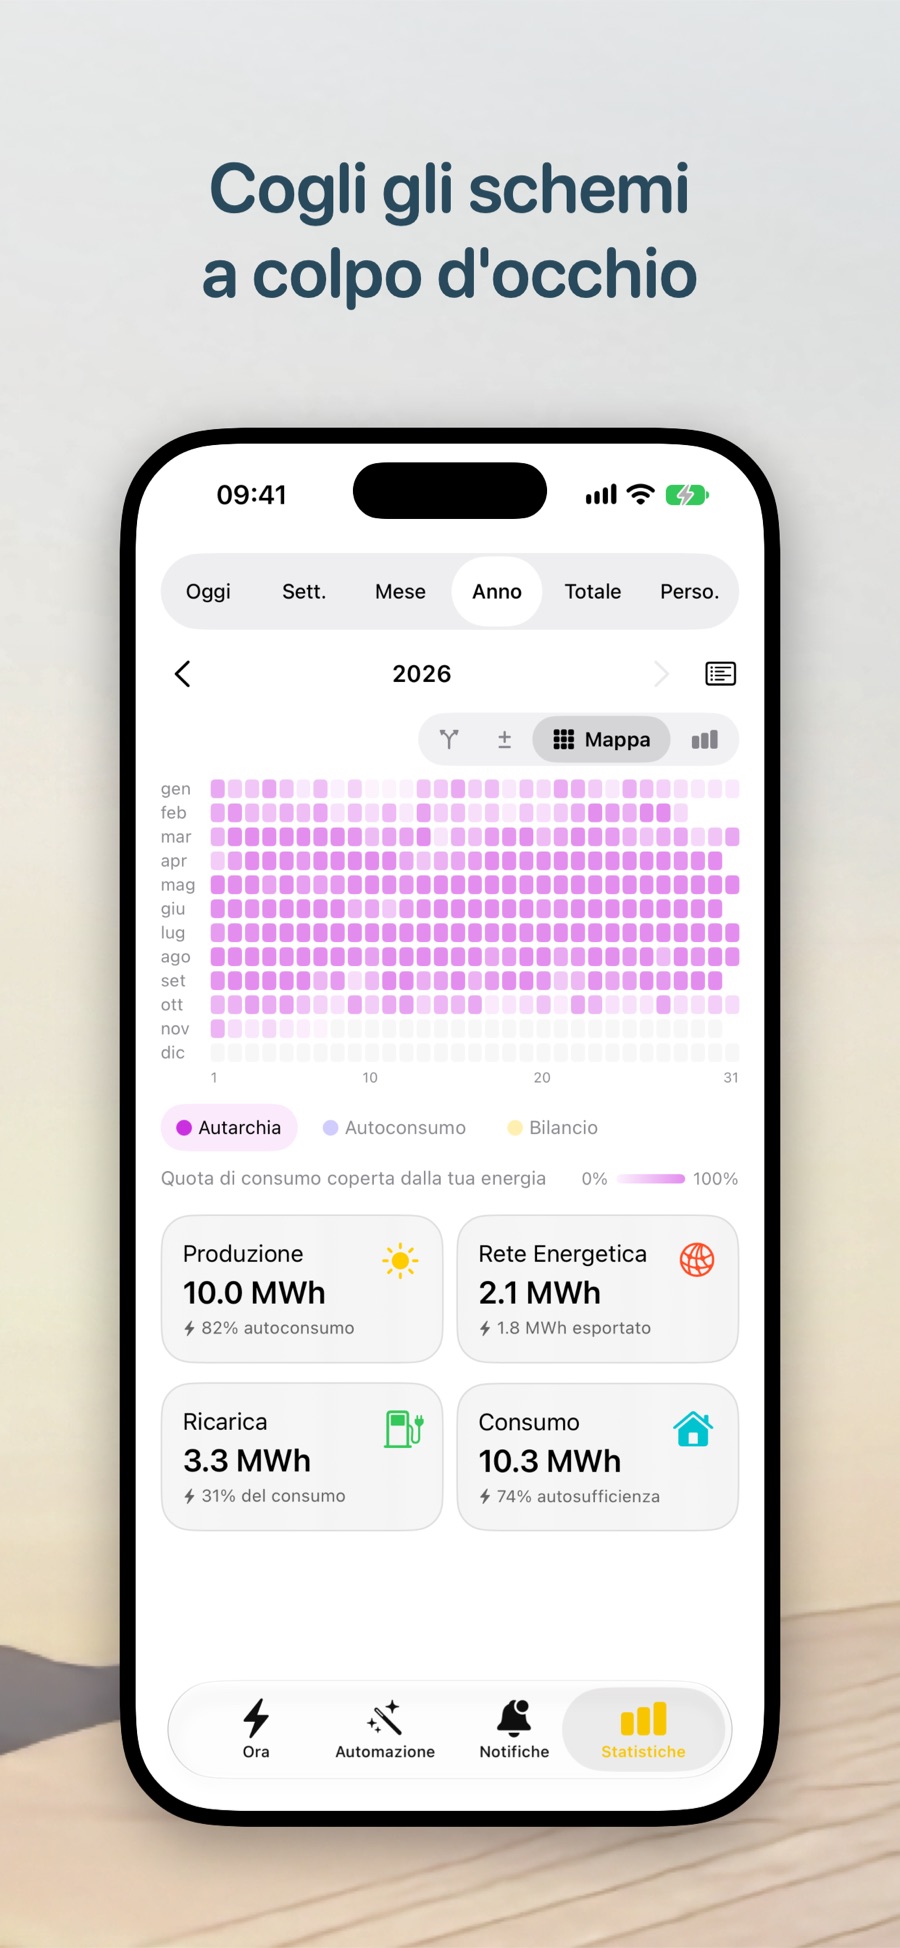 Cogli gli schemi
a colpo d'occhio
09:41
Oggi Sett. Mese Anno Totale Perso.
2026
± Mappa
gen
feb
mar
apr
mag
giu
lug
ago
set
ott
nov
dic
1 10 20 31
Autarchia Autoconsumo Bilancio
Quota di consumo coperta dalla tua energia 0% 100%
Produzione
10.0 MWh
82% autoconsumo
Rete Energetica
2.1 MWh
1.8 MWh esportato
Ricarica
3.3 MWh
31% del consumo
Consumo
10.3 MWh
74% autosufficienza
Ora Automazione Notifiche Statistiche